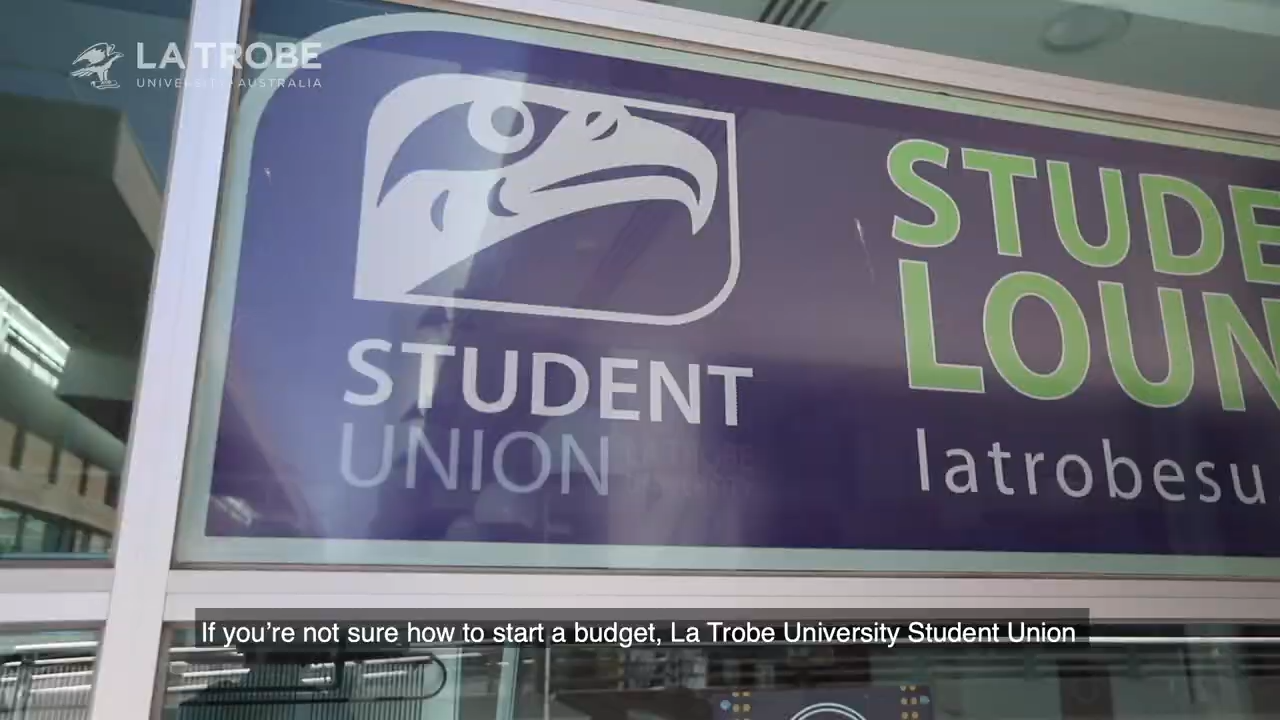 LA TROBE
UNIVERSITY AUSTRALIA
STUDENT
UNION
STUDE
LOUN
latrobesu
If you’re not sure how to start a budget, La Trobe University Student Union